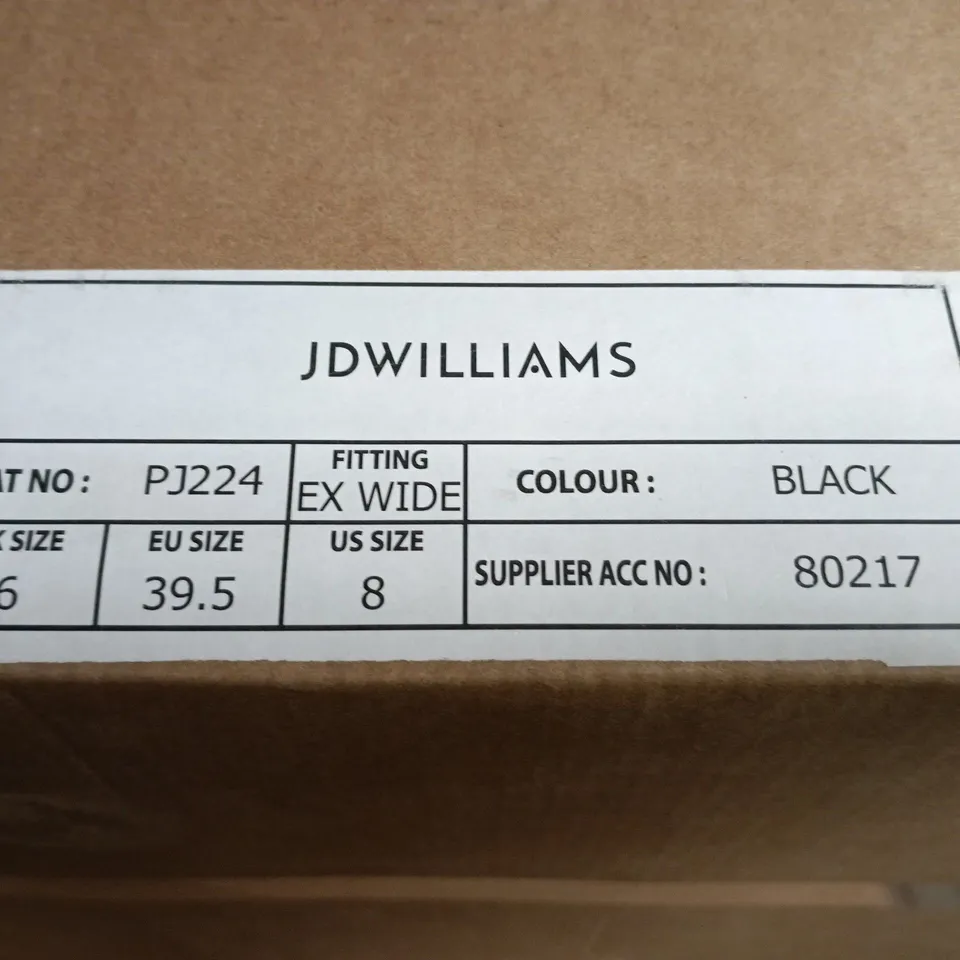 JDWILLIAMS
AT NO : PJ224
FITTING
EX WIDE
COLOUR : BLACK
SIZE
6
EU SIZE
39.5
US SIZE
8
SUPPLIER ACC NO : 80217